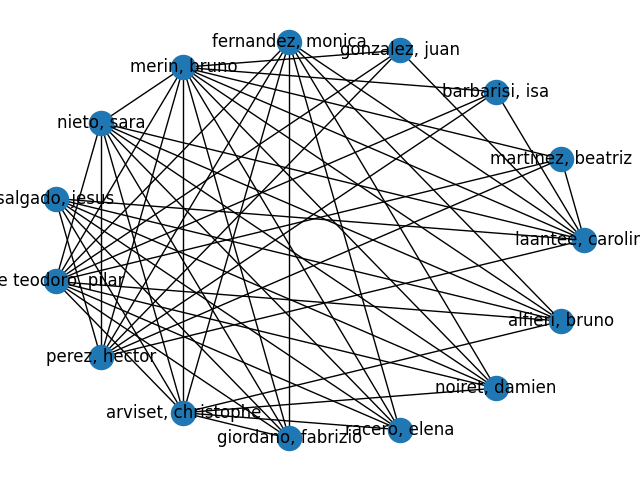 fernandez, monica
gonzalez, juan
merin, bruno
barbarisi, isa
nieto, sara
martinez, beatriz
salgado, jesus
laantee, carolin
e teodoro, pilar
alfieri, bruno
perez, hector
noiret, damien
arviset, christophe
racero, elena
giordano, fabrizio